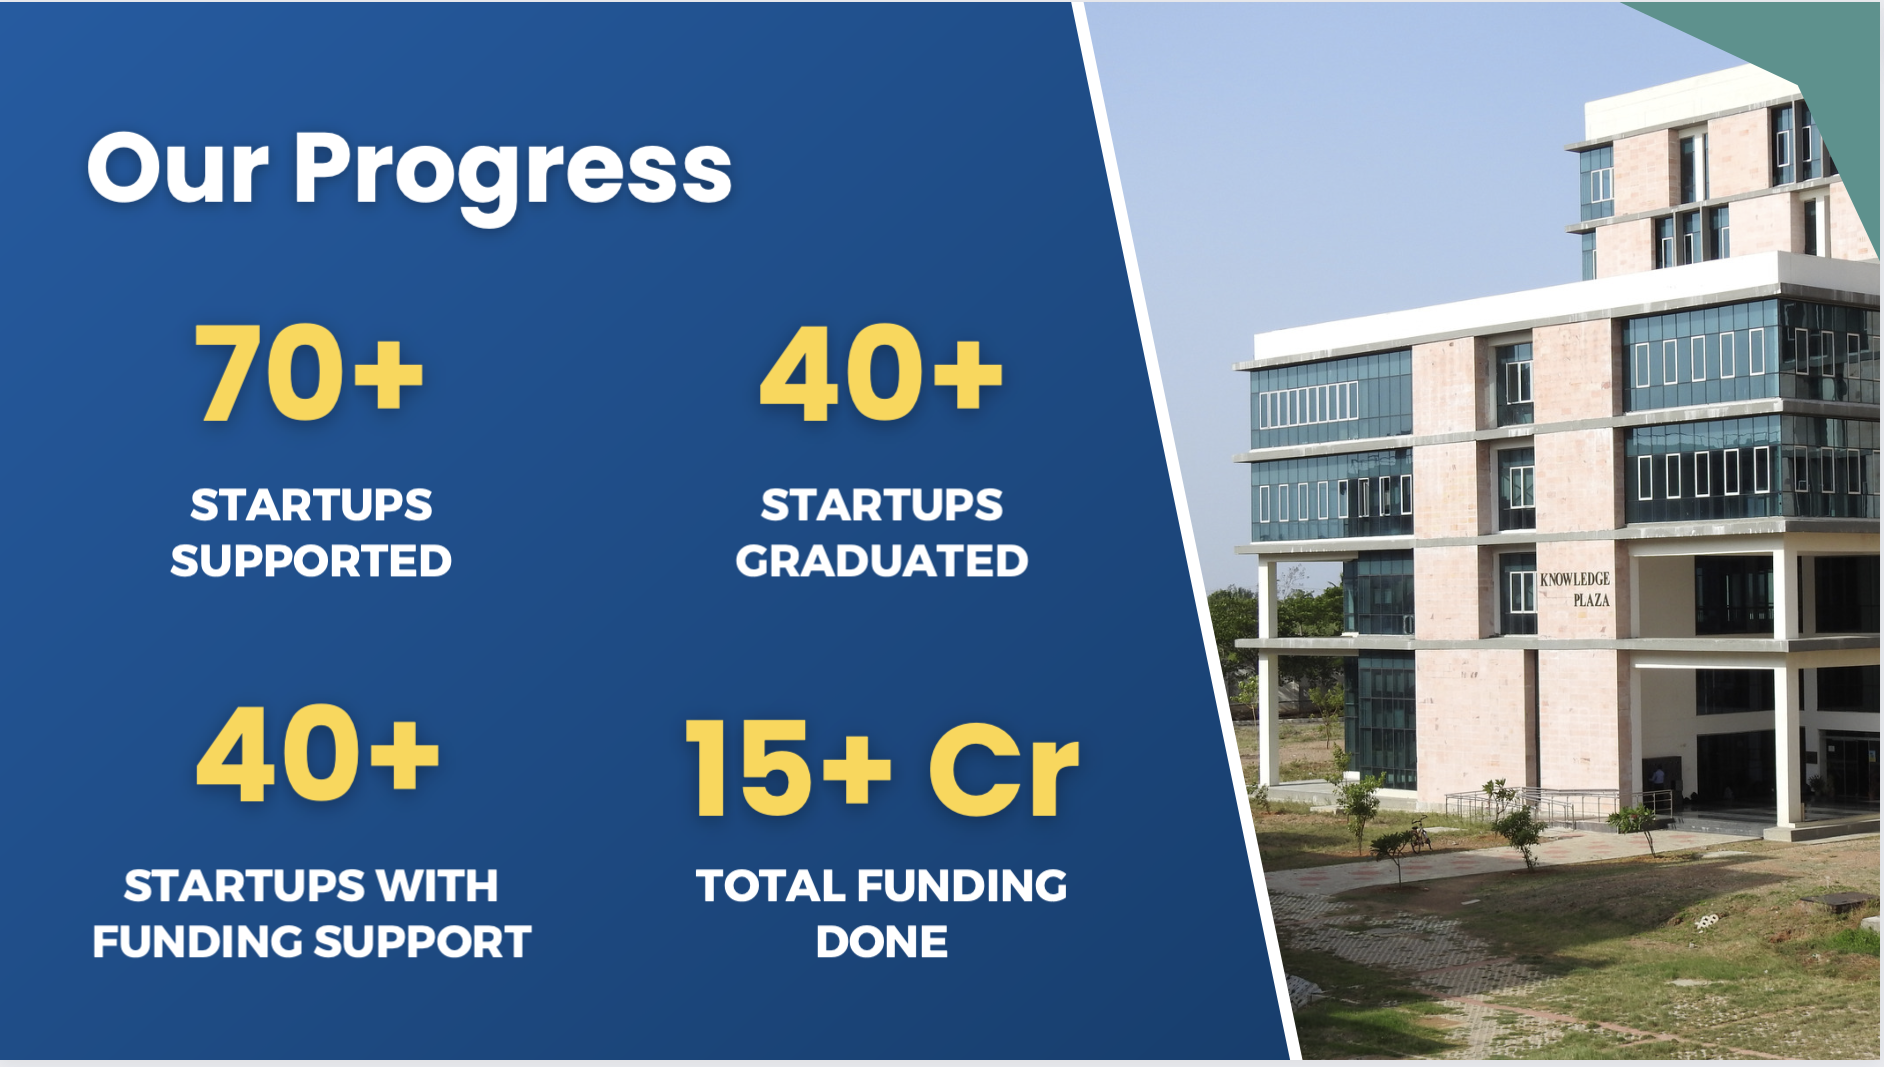 Our Progress
70+
STARTUPS
SUPPORTED
40+
STARTUPS
GRADUATED
40+
STARTUPS WITH
FUNDING SUPPORT
15+ Cr
TOTAL FUNDING
DONE
KNOWLEDGE
PLAZA